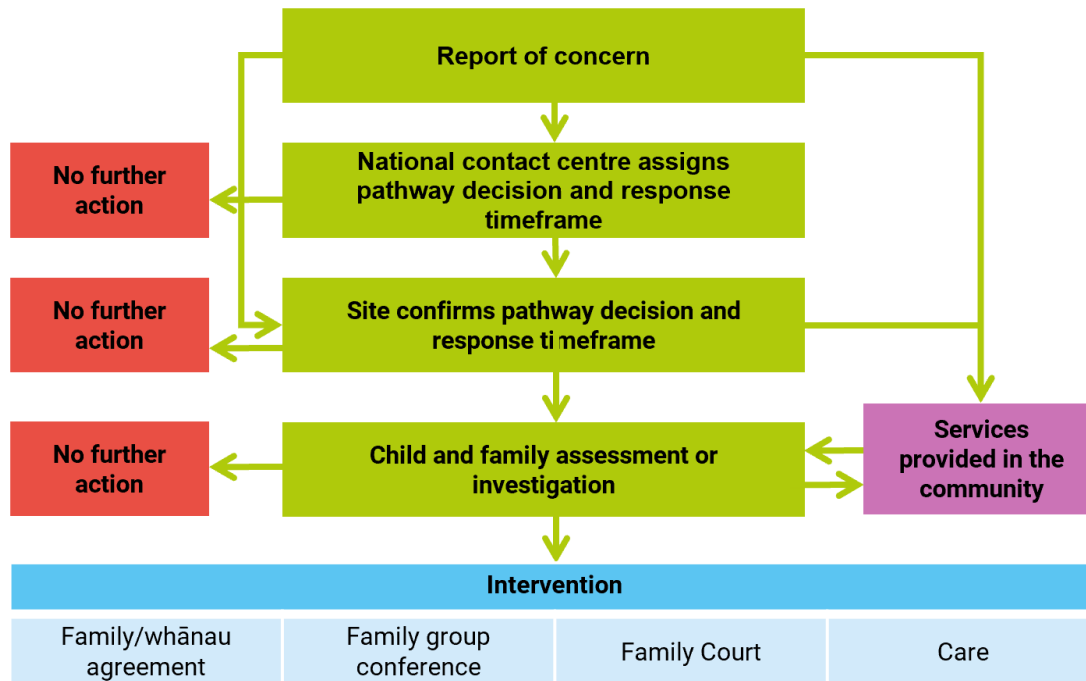 Report of concern
No further
action
National contact centre assigns
pathway decision and response
timeframe
No further
action
Site confirms pathway decision and
response timeframe
No further
action
Child and family assessment or
investigation
Services
provided in the
community
Intervention
Family/whānau
agreement
Family group
conference
Family Court
Care